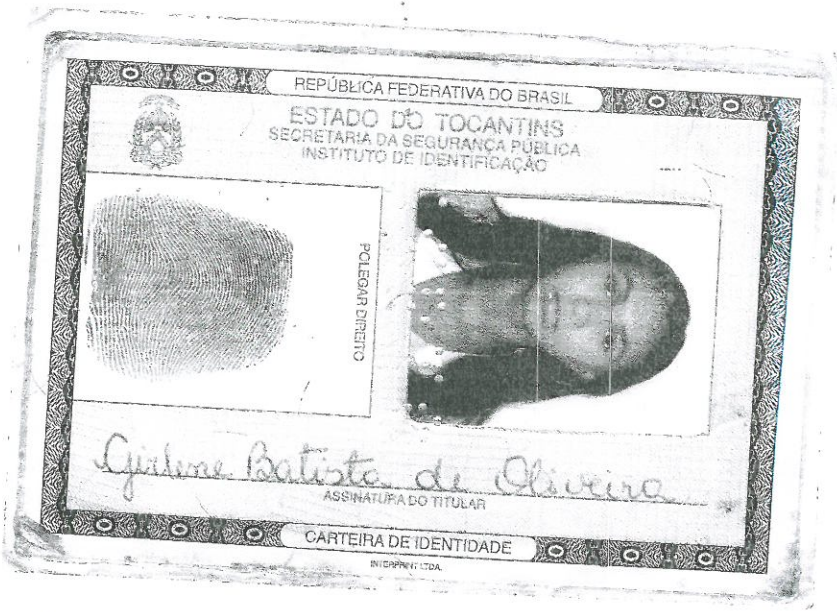 REPÚBLICA FEDERATIVA DO BRASIL
ESTADO DO TOCANTINS
SECRETARIA DA SEGURANÇA PÚBLICA
INSTITUTO DE IDENTIFICAÇÃO
POLEGAR DIREITO
Girlene Batista de Oliveira
ASSINATURA DO TITULAR
CARTEIRA DE IDENTIDADE
INTERPRINT LTDA.